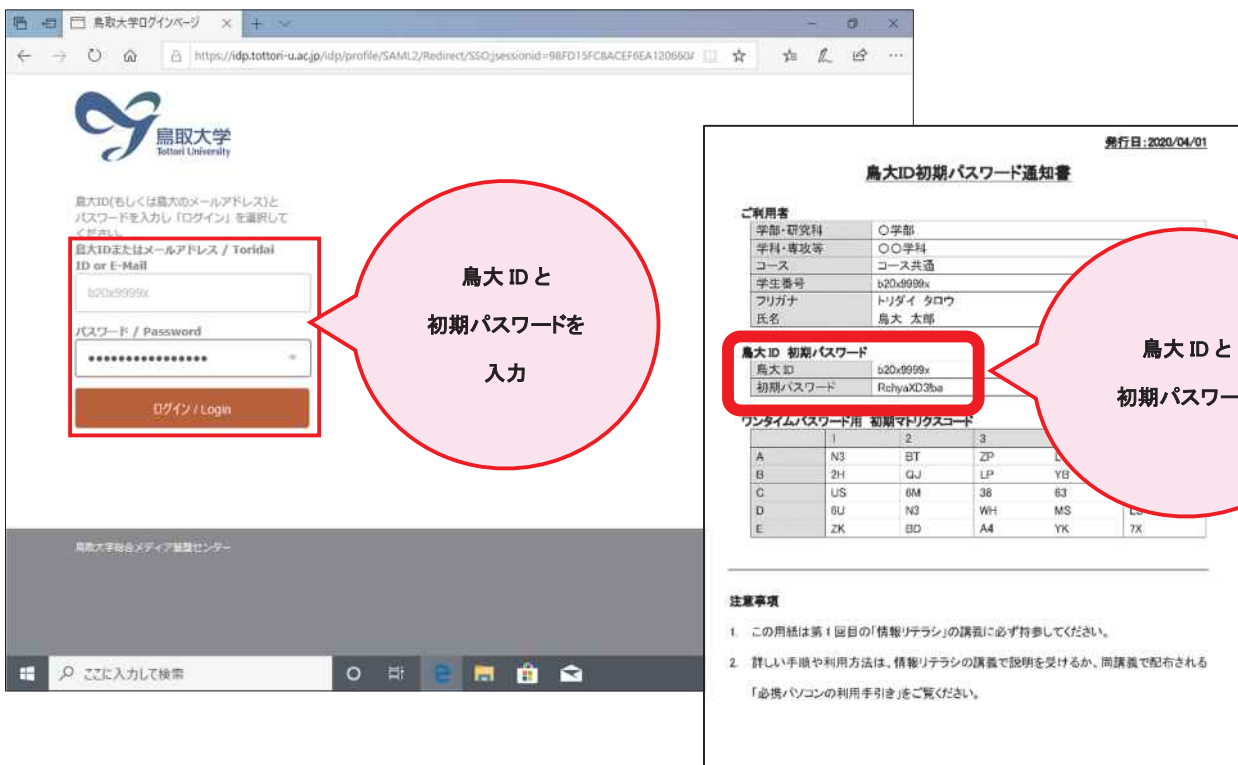 鳥取大学ログインページ
https://idp.tottori-u.ac.jp/idp/profile/SAML2/Redirect/SSO;jsessionid=98FD15FC8ACEF6EA120660/
鳥取大学
Tottori University
鳥大ID(もしくは鳥大のメールアドレス)と
パスワードを入力し「ログイン」を選択して
ください。
鳥大IDまたはメールアドレス / Toridai
ID or E-Mail
b20x9999x
パスワード / Password
ログイン / Login
鳥大 ID と
初期パスワードを
入力
鳥取大学総合メディア基盤センター
ここに入力して検索
発行日:2020/04/01
鳥大ID初期パスワード通知書
ご利用者
学部・研究科 〇学部
学科・専攻等 〇〇学科
コース コース共通
学生番号 b20x9999x
フリガナ トリダイ タロウ
氏名 鳥大 太郎
鳥大ID 初期パスワード
鳥大ID b20x9999x
初期パスワード RchyaXD3fba
鳥大 ID と
初期パスワー
ワンタイムパスワード用 初期マトリクスコード
1 2 3
A N3 BT ZP
B 2H QJ LP YB
C US 6M 38 63
D 6U N3 WH MS
E ZK BD A4 YK 7X
注意事項
1. この用紙は第1回目の「情報リテラシ」の講義に必ず持参してください。
2. 詳しい手順や利用方法は、情報リテラシの講義で説明を受けるか、同講義で配布される
「必携パソコンの利用手引き」をご覧ください。